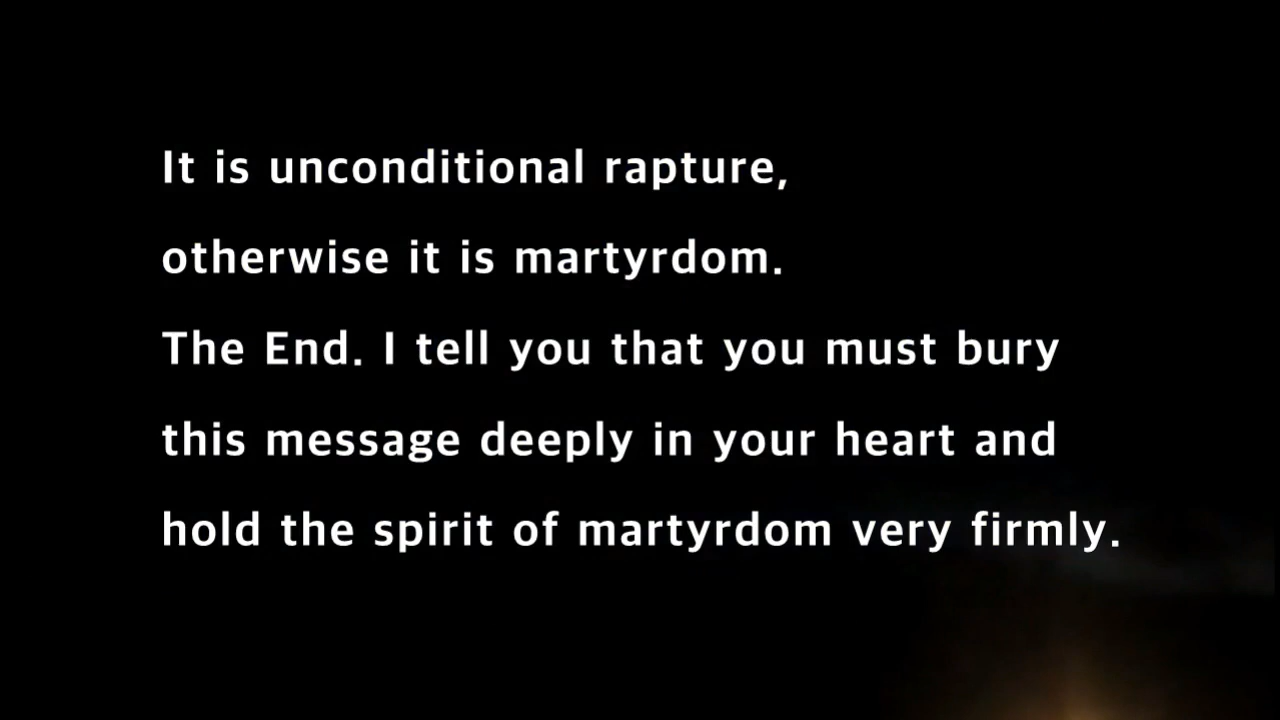 It is unconditional rapture,
otherwise it is martyrdom.
The End. I tell you that you must bury
this message deeply in your heart and
hold the spirit of martyrdom very firmly.